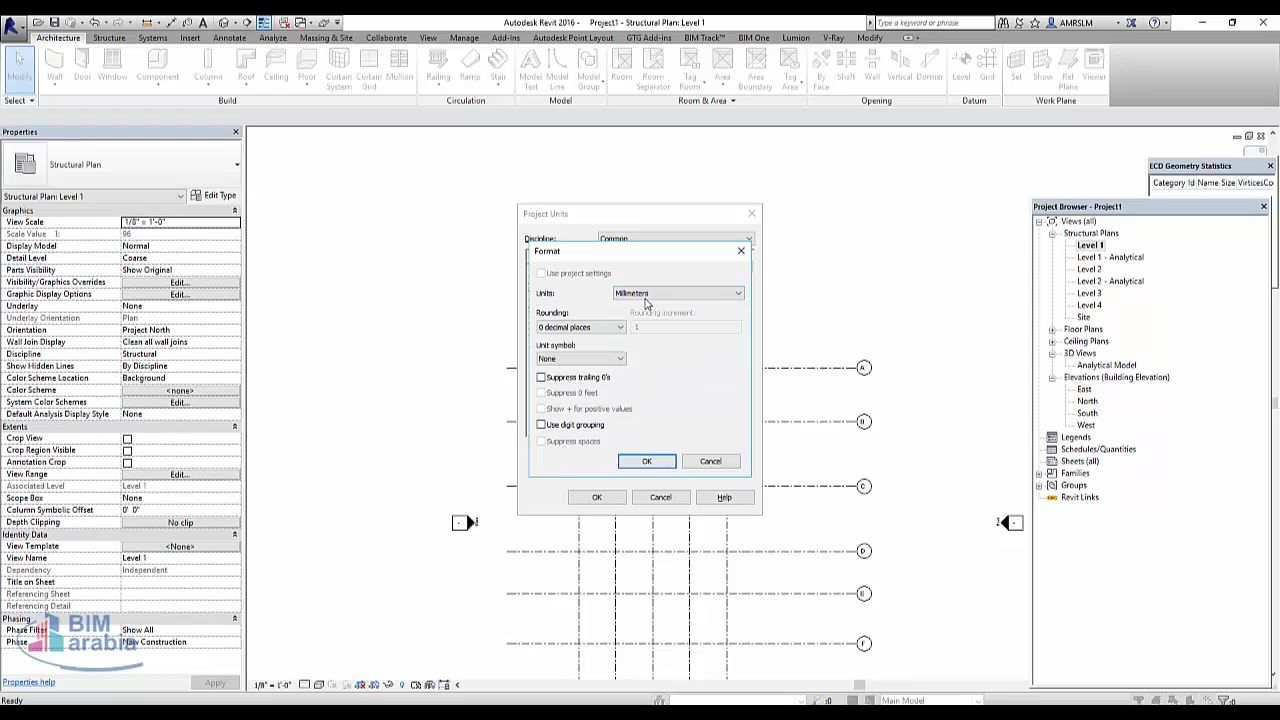 Autodesk Revit 2016 - Project1 - Structural Plan: Level 1
Type a keyword or phrase
AMRSLM
Architecture Structure Systems Insert Annotate Analyze Massing & Site Collaborate View Manage Add-Ins Autodesk Point Layout GTG Add-ins BIM Track™ BIM One Lumion V-Ray Modify
Modify Wall Door Window Component Column Roof Ceiling Floor Curtain System Curtain Grid Mullion Railing Ramp Stair Model Text Model Line Model Group Room Room Separator Tag Room Area Area Boundary Tag Area By Face Shaft Wall Vertical Dormer Level Grid Set Show Ref Plane Viewer
Select Build Circulation Model Room & Area Opening Datum Work Plane
Properties
Structural Plan
Structural Plan: Level 1 Edit Type
Graphics
View Scale 1/8" = 1'-0"
Scale Value 1: 96
Display Model Normal
Detail Level Coarse
Parts Visibility Show Original
Visibility/Graphics Overrides Edit...
Graphic Display Options Edit...
Underlay None
Underlay Orientation Plan
Orientation Project North
Wall Join Display Clean all wall joins
Discipline Structural
Show Hidden Lines By Discipline
Color Scheme Location Background
Color Scheme <none>
System Color Schemes Edit...
Default Analysis Display Style None
Extents
Crop View
Crop Region Visible
Annotation Crop
View Range Edit...
Associated Level Level 1
Scope Box None
Column Symbolic Offset 0' 0"
Depth Clipping No clip
Identity Data
View Template <None>
View Name Level 1
Dependency Independent
Title on Sheet
Referencing Sheet
Referencing Detail
Phasing
Phase Filter Show All
Phase New Construction
BIM
arabia
Properties help Apply
Ready
Project Units
Discipline: Common
Format
Use project settings
Units: Millimeters
Rounding: Rounding increment:
0 decimal places 1
Unit symbol:
None
Suppress trailing 0's
Suppress 0 feet
Show + for positive values
Use digit grouping
Suppress spaces
OK Cancel
OK Cancel Help
A
C
D
E
F
1/8" = 1'-0"
:0 Main Model :0
ECD Geometry Statistics
Category Id Name Size VirticesCo
Project Browser - Project1
Views (all)
Structural Plans
Level 1
Level 1 - Analytical
Level 2
Level 2 - Analytical
Level 3
Level 4
Site
Floor Plans
Ceiling Plans
3D Views
Analytical Model
Elevations (Building Elevation)
East
North
South
West
Legends
Schedules/Quantities
Sheets (all)
Families
Groups
Revit Links